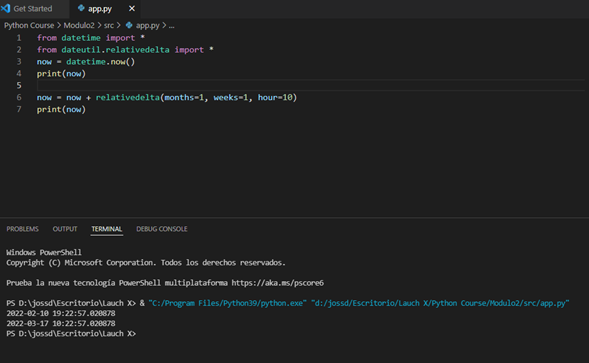 Get Started
app.py
Python Course > Modulo2 > src > app.py > ...
1 from datetime import *
2 from dateutil.relativedelta import *
3 now = datetime.now()
4 print(now)
5
6 now = now + relativedelta(months=1, weeks=1, hour=10)
7 print(now)
PROBLEMS OUTPUT TERMINAL DEBUG CONSOLE
Windows PowerShell
Copyright (C) Microsoft Corporation. Todos los derechos reservados.
Prueba la nueva tecnología PowerShell multiplataforma https://aka.ms/pscore6
PS D:\jossd\Escritorio\Lauch X> & "C:/Program Files/Python39/python.exe" "d:/jossd/Escritorio/Lauch X/Python Course/Modulo2/src/app.py"
2022-02-10 19:22:57.020878
2022-03-17 10:22:57.020878
PS D:\jossd\Escritorio\Lauch X>